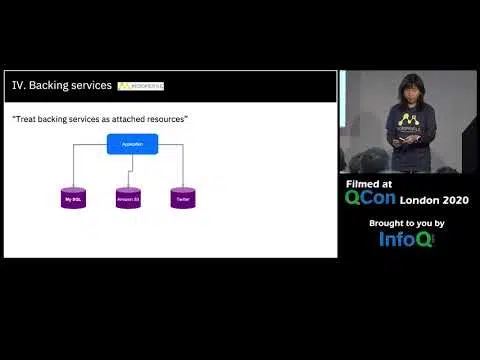 IV. Backing services
MICROPROFILE
"Treat backing services as attached resources"
Application
My SQL
Amazon S3
Twitter
Filmed at
QCon London 2020
Brought to you by
InfoQ